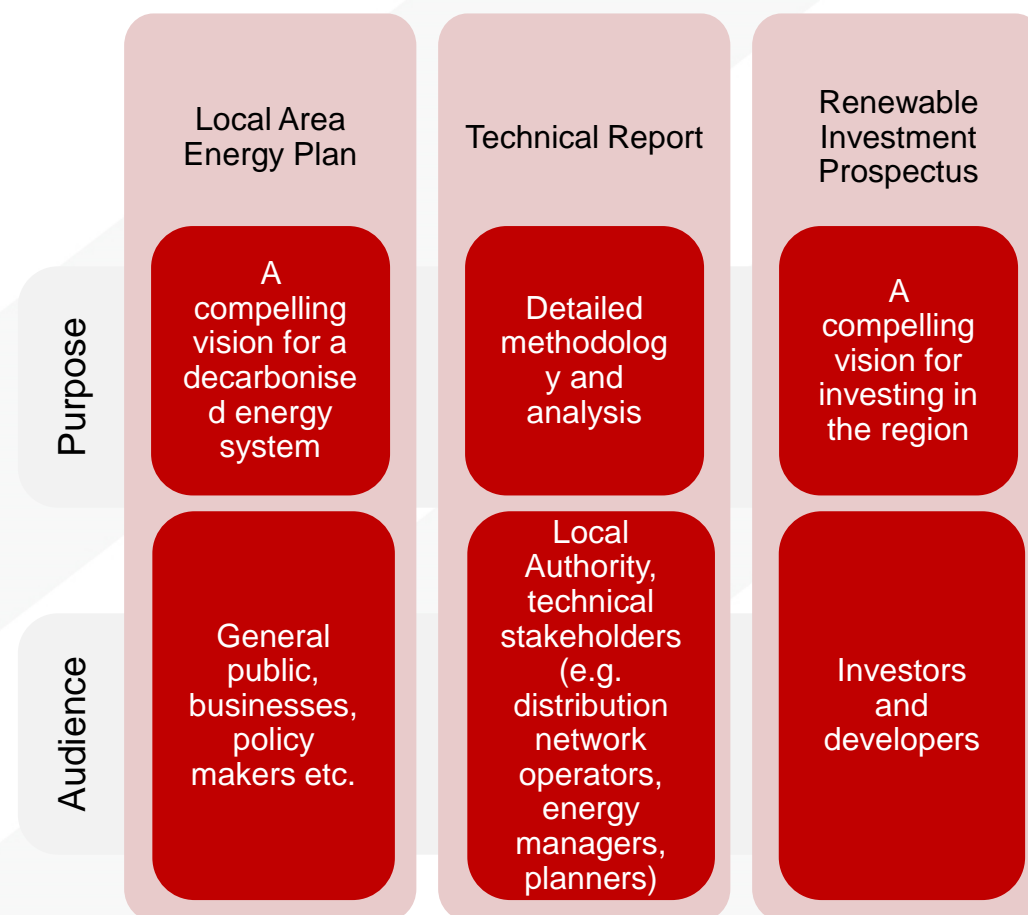 Local Area
Energy Plan
Technical Report
Renewable
Investment
Prospectus
Purpose
A
compelling
vision for a
decarbonise
d energy
system
Detailed
methodolog
y and
analysis
A
compelling
vision for
investing in
the region
Audience
General
public,
businesses,
policy
makers etc.
Local
Authority,
technical
stakeholders
(e.g.
distribution
network
operators,
energy
managers,
planners)
Investors
and
developers